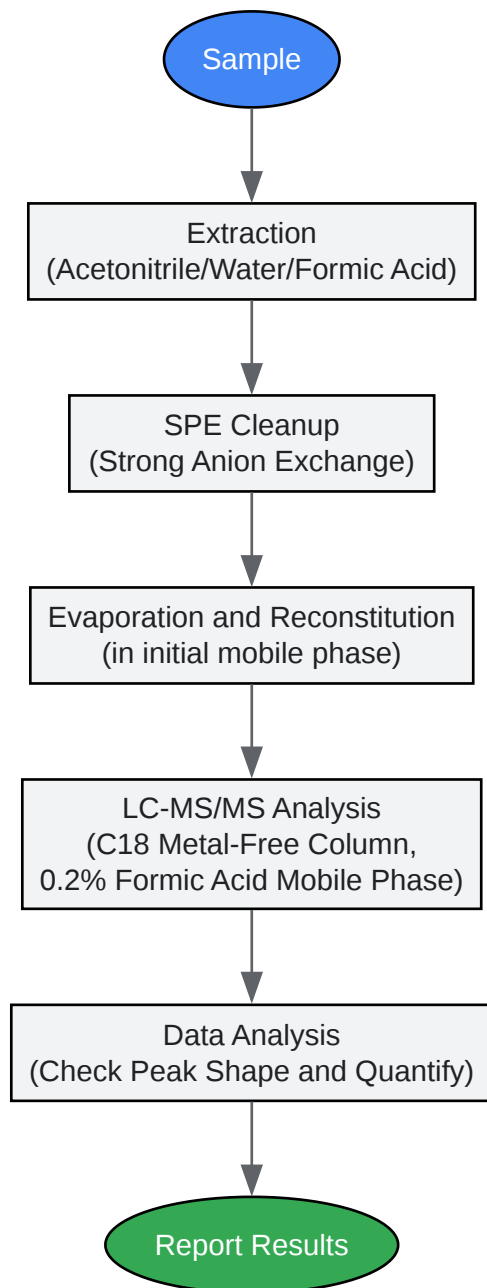 Sample
Extraction
(Acetonitrile/Water/Formic Acid)
SPE Cleanup
(Strong Anion Exchange)
Evaporation and Reconstitution
(in initial mobile phase)
LC-MS/MS Analysis
(C18 Metal-Free Column,
0.2% Formic Acid Mobile Phase)
Data Analysis
(Check Peak Shape and Quantify)
Report Results